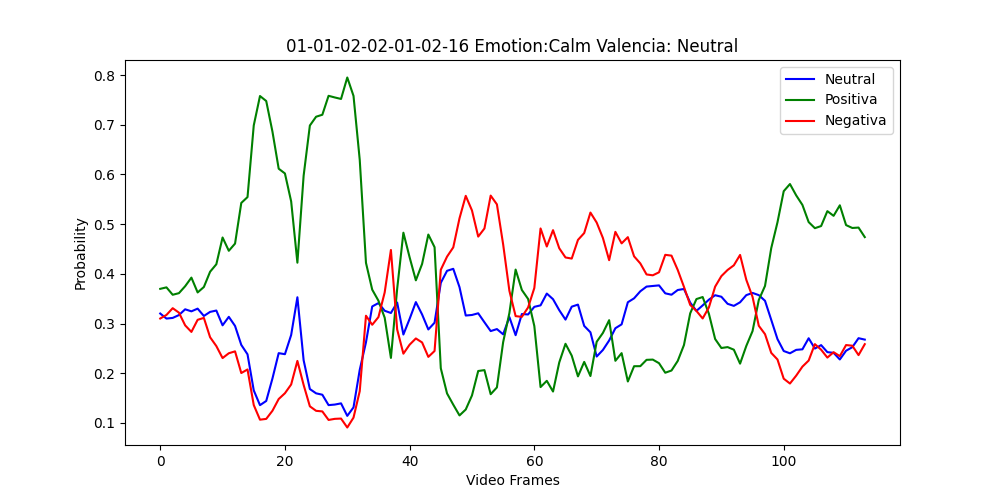 01-01-02-02-01-02-16 Emotion:Calm Valencia: Neutral
Neutral
Positiva
Negativa
Probability
0.8
0.7
0.6
0.5
0.4
0.3
0.2
0.1
0 20 40 60 80 100
Video Frames